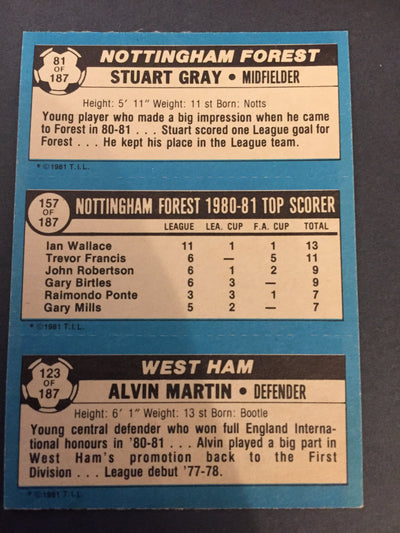 81
OF
187
NOTTINGHAM FOREST
STUART GRAY • MIDFIELDER
Height: 5' 11" Weight: 11 st Born: Notts
Young player who made a big impression when he came
to Forest in 80-81 . . . Stuart scored one League goal for
Forest . . . He kept his place in the League team.
* © 1981 T.I.L.
157
OF
187
NOTTINGHAM FOREST 1980-81 TOP SCORER
LEAGUE LEA. CUP F.A. CUP TOTAL
Ian Wallace 11 1 1 13
Trevor Francis 6 — 5 11
John Robertson 6 1 2 9
Gary Birtles 6 3 — 9
Raimondo Ponte 3 3 1 7
Gary Mills 5 2 — 7
* © 1981 T.I.L.
123
OF
187
WEST HAM
ALVIN MARTIN • DEFENDER
Height: 6' 1" Weight: 13 st Born: Bootle
Young central defender who won full England Interna-
tional honours in '80-81 . . . Alvin played a big part in
West Ham's promotion back to the First
Division . . . League debut '77-78.
* © 1981 T.I.L.